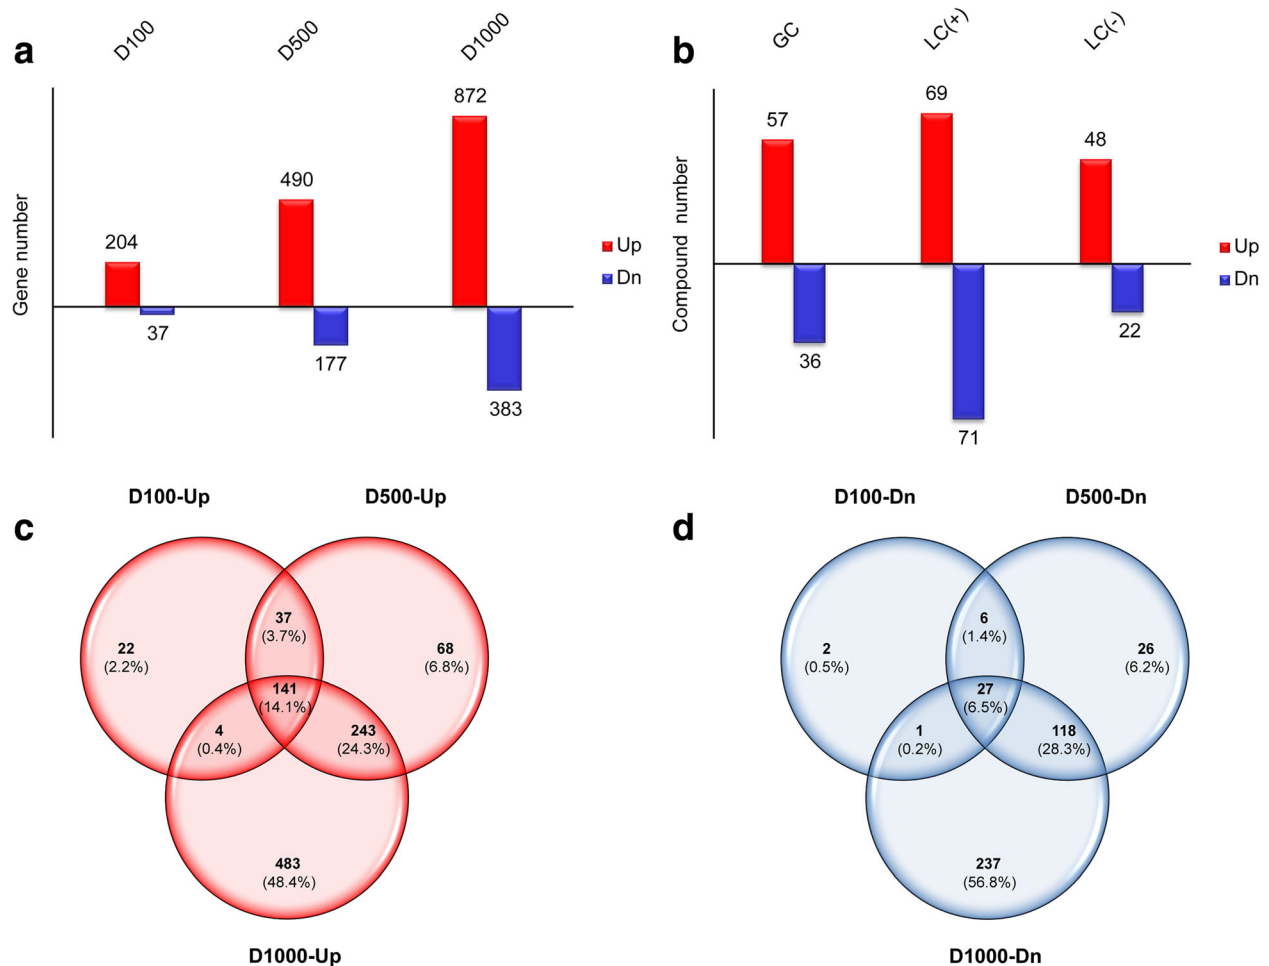 a
D100
D500
D1000
872
490
204
Gene number
37
177
383
Up
Dn
b
GC
LC(+)
LC(-)
69
57
48
Compound number
36
71
22
Up
Dn
c
D100-Up
D500-Up
37
(3.7%)
22
(2.2%)
68
(6.8%)
141
(14.1%)
4
(0.4%)
243
(24.3%)
483
(48.4%)
D1000-Up
d
D100-Dn
D500-Dn
6
(1.4%)
2
(0.5%)
26
(6.2%)
27
(6.5%)
1
(0.2%)
118
(28.3%)
237
(56.8%)
D1000-Dn